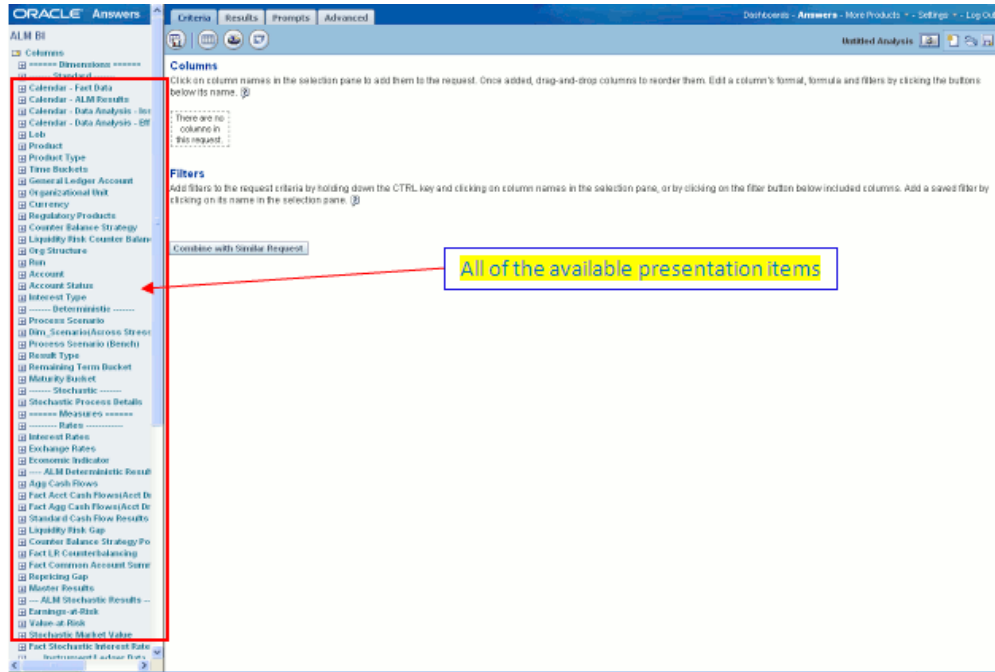 ORACLE Answers
Criteria Results Prompts Advanced
Dashboards - Answers - More Products - Settings - Log Out
ALM BI
Untitled Analysis
Columns
====== Dimensions ======
------ Standard ------
Calendar - Fact Data
Calendar - ALM Results
Calendar - Data Analysis - 
Calendar - Data Analysis - Eff
Lob
Product
Product Type
Time Buckets
General Ledger Account
Organizational Unit
Currency
Regulatory Products
Counter Balance Strategy
Liquidity Risk Counter Balan
Org Structure
Run
Account
Account Status
Interest Type
------- Deterministic -------
Process Scenario
Dim_Scenario(Across Stress
Process Scenario (Bench)
Result Type
Remaining Term Bucket
Maturity Bucket
------- Stochastic -------
Stochastic Process Details
====== Measures ======
--------- Rates ------------
Interest Rates
Exchange Rates
Economic Indicator
---- ALM Deterministic Result
Agg Cash Flows
Fact Acct Cash Flows(Acct De
Fact Agg Cash Flows(Acct De
Standard Cash Flow Results
Liquidity Risk Gap
Counter Balance Strategy Po
Fact LR Counterbalancing
Fact Common Account Summ
Repricing Gap
Master Results
--- ALM Stochastic Results --
Earnings-at-Risk
Value-at-Risk
Stochastic Market Value
Fact Stochastic Interest Rate
Instrument Ledger Data
Columns
Click on column names in the selection pane to add them to the request. Once added, drag-and-drop columns to reorder them. Edit a column's format, formula and filters by clicking the buttons
below its name.
There are no
columns in
this request.
Filters
Add filters to the request criteria by holding down the CTRL key and clicking on column names in the selection pane, or by clicking on the filter button below included columns. Add a saved filter by
clicking on its name in the selection pane.
Combine with Similar Request
All of the available presentation items